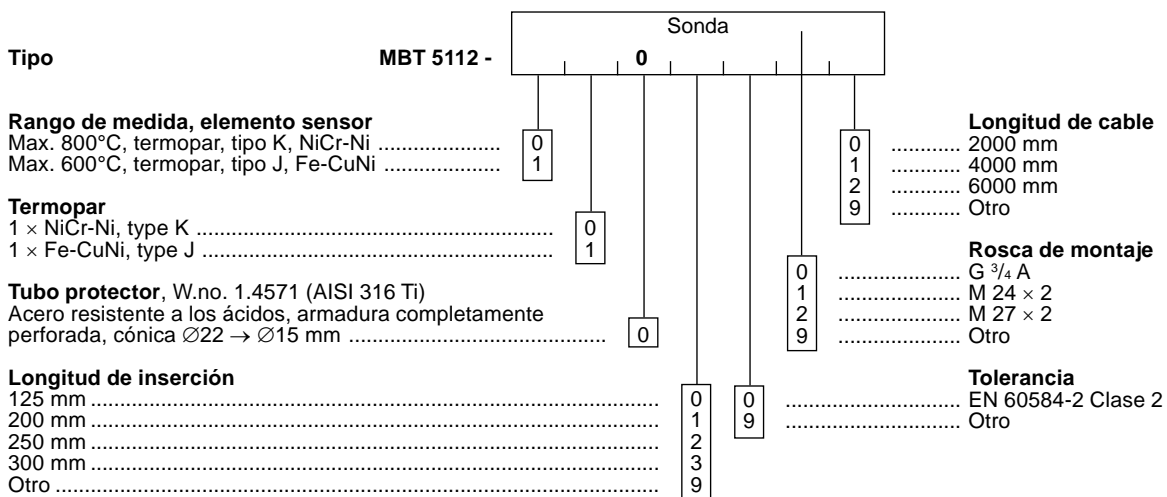 Sonda
Tipo MBT 5112 - 0
Rango de medida, elemento sensor
Max. 800°C, termopar, tipo K, NiCr-Ni ...................... 0
Max. 600°C, termopar, tipo J, Fe-CuNi ..................... 1
Termopar
1 × NiCr-Ni, type K ................................................................. 0
1 × Fe-CuNi, type J ................................................................ 1
Tubo protector, W.no. 1.4571 (AISI 316 Ti)
Acero resistente a los ácidos, armadura completamente
perforada, cónica ∅22 → ∅15 mm ............................................... 0
Longitud de inserción
125 mm ......................................................................................................... 0
200 mm ......................................................................................................... 1
250 mm ......................................................................................................... 2
300 mm ......................................................................................................... 3
Otro ............................................................................................................... 9
Longitud de cable
0 ............ 2000 mm
1 ............ 4000 mm
2 ............ 6000 mm
9 ............ Otro
Rosca de montaje
0 ..................... G 3/4 A
1 ..................... M 24 × 2
2 ..................... M 27 × 2
9 ..................... Otro
Tolerancia
0 .............................. EN 60584-2 Clase 2
9 .............................. Otro